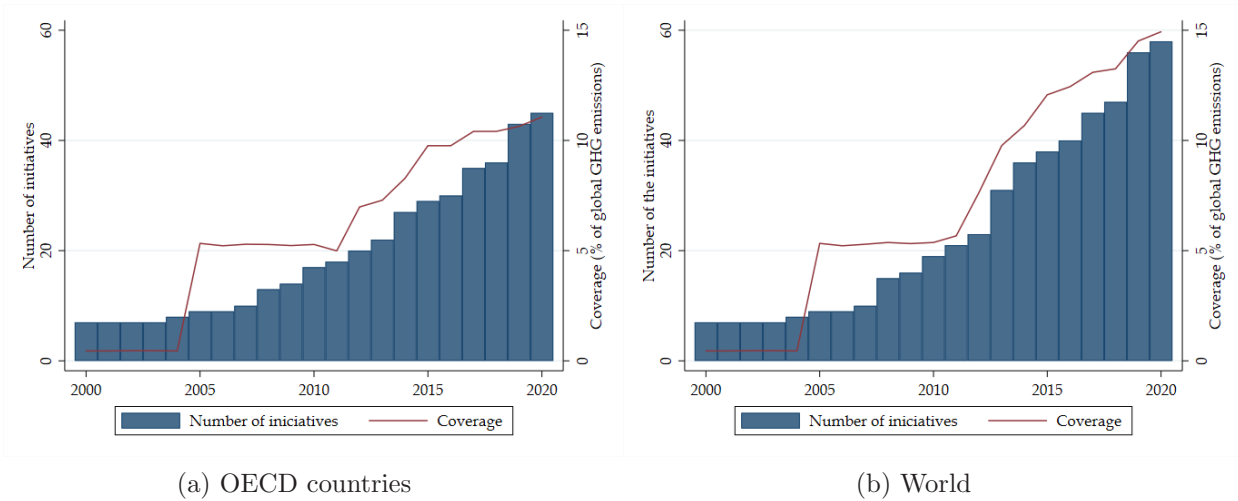 Number of initiatives
0
20
40
60
Coverage (% of global GHG emissions)
0
5
10
15
2000
2005
2010
2015
2020
Number of iniciatives
Coverage
(a) OECD countries
Number of the initiatives
0
20
40
60
Coverage (% of global GHG emissions)
0
5
10
15
2000
2005
2010
2015
2020
Number of iniciatives
Coverage
(b) World